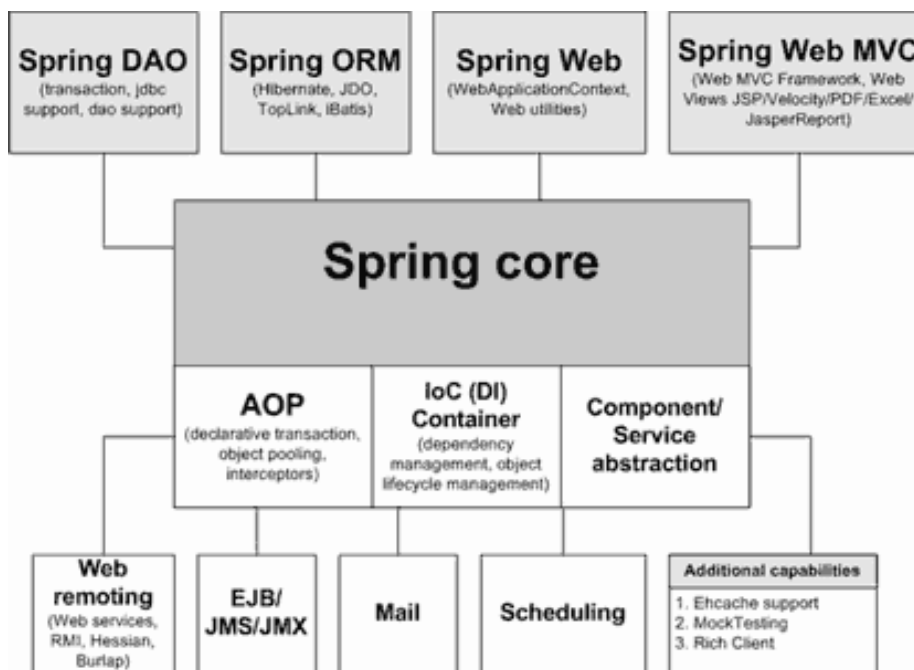 Spring DAO
(transaction, jdbc
support, dao support)
Spring ORM
(Hibernate, JDO,
TopLink, iBatis)
Spring Web
(WebApplicationContext,
Web utilities)
Spring Web MVC
(Web MVC Framework, Web
Views JSP/Velocity/PDF/Excel/
JasperReport)
Spring core
AOP
(declarative transaction,
object pooling,
interceptors)
IoC (DI)
Container
(dependency
management, object
lifecycle management)
Component/
Service
abstraction
Web
remoting
(Web services,
RMI, Hessian,
Burlap)
EJB/
JMS/JMX
Mail
Scheduling
Additional capabilities
1. Ehcache support
2. MockTesting
3. Rich Client